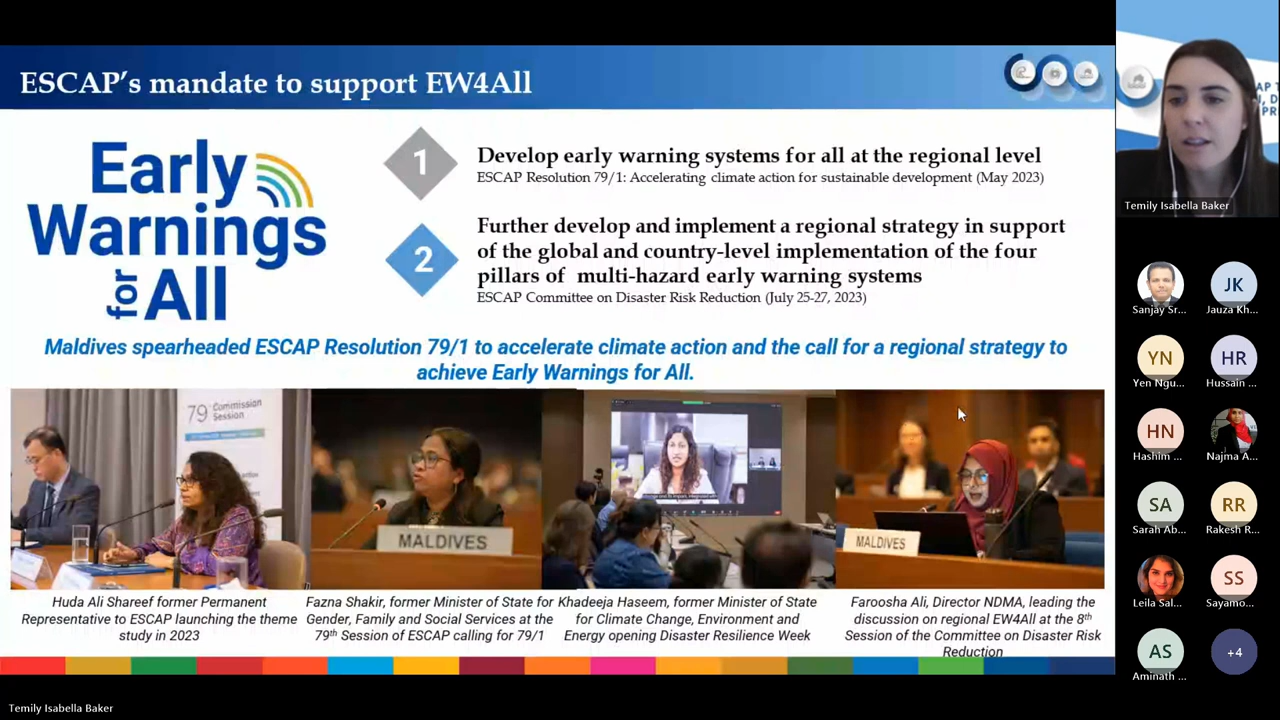 ESCAP's mandate to support EW4All
Early
Warnings
for All
1
Develop early warning systems for all at the regional level
ESCAP Resolution 79/1: Accelerating climate action for sustainable development (May 2023)
2
Further develop and implement a regional strategy in support
of the global and country-level implementation of the four
pillars of multi-hazard early warning systems
ESCAP Committee on Disaster Risk Reduction (July 25-27, 2023)
Maldives spearheaded ESCAP Resolution 79/1 to accelerate climate action and the call for a regional strategy to
achieve Early Warnings for All.
79 Commission
Session
MALDIVES
MALDIVES
Huda Ali Shareef former Permanent
Representative to ESCAP launching the theme
study in 2023
Fazna Shakir, former Minister of State for
Gender, Family and Social Services at the
79th Session of ESCAP calling for 79/1
Khadeeja Haseem, former Minister of State
for Climate Change, Environment and
Energy opening Disaster Resilience Week
Faroosha Ali, Director NDMA, leading the
discussion on regional EW4All at the 8th
Session of the Committee on Disaster Risk
Reduction
Temily Isabella Baker
Sanjay Sr...
JK
Jauza Kh...
YN
Yen Ngu...
HR
Hussain ...
HN
Hashim ...
Najma A...
SA
Sarah Ab...
RR
Rakesh R...
Leila Sal...
SS
Sayamo...
AS
Aminath ...
+4
Temily Isabella Baker